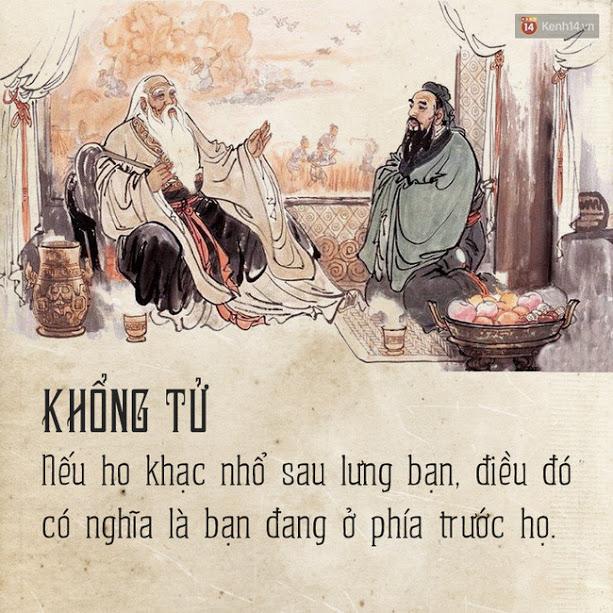 14 Kenh14.vn
KHỔNG TỬ
Nếu họ khạc nhổ sau lưng bạn, điều đó
có nghĩa là bạn đang ở phía trước họ.